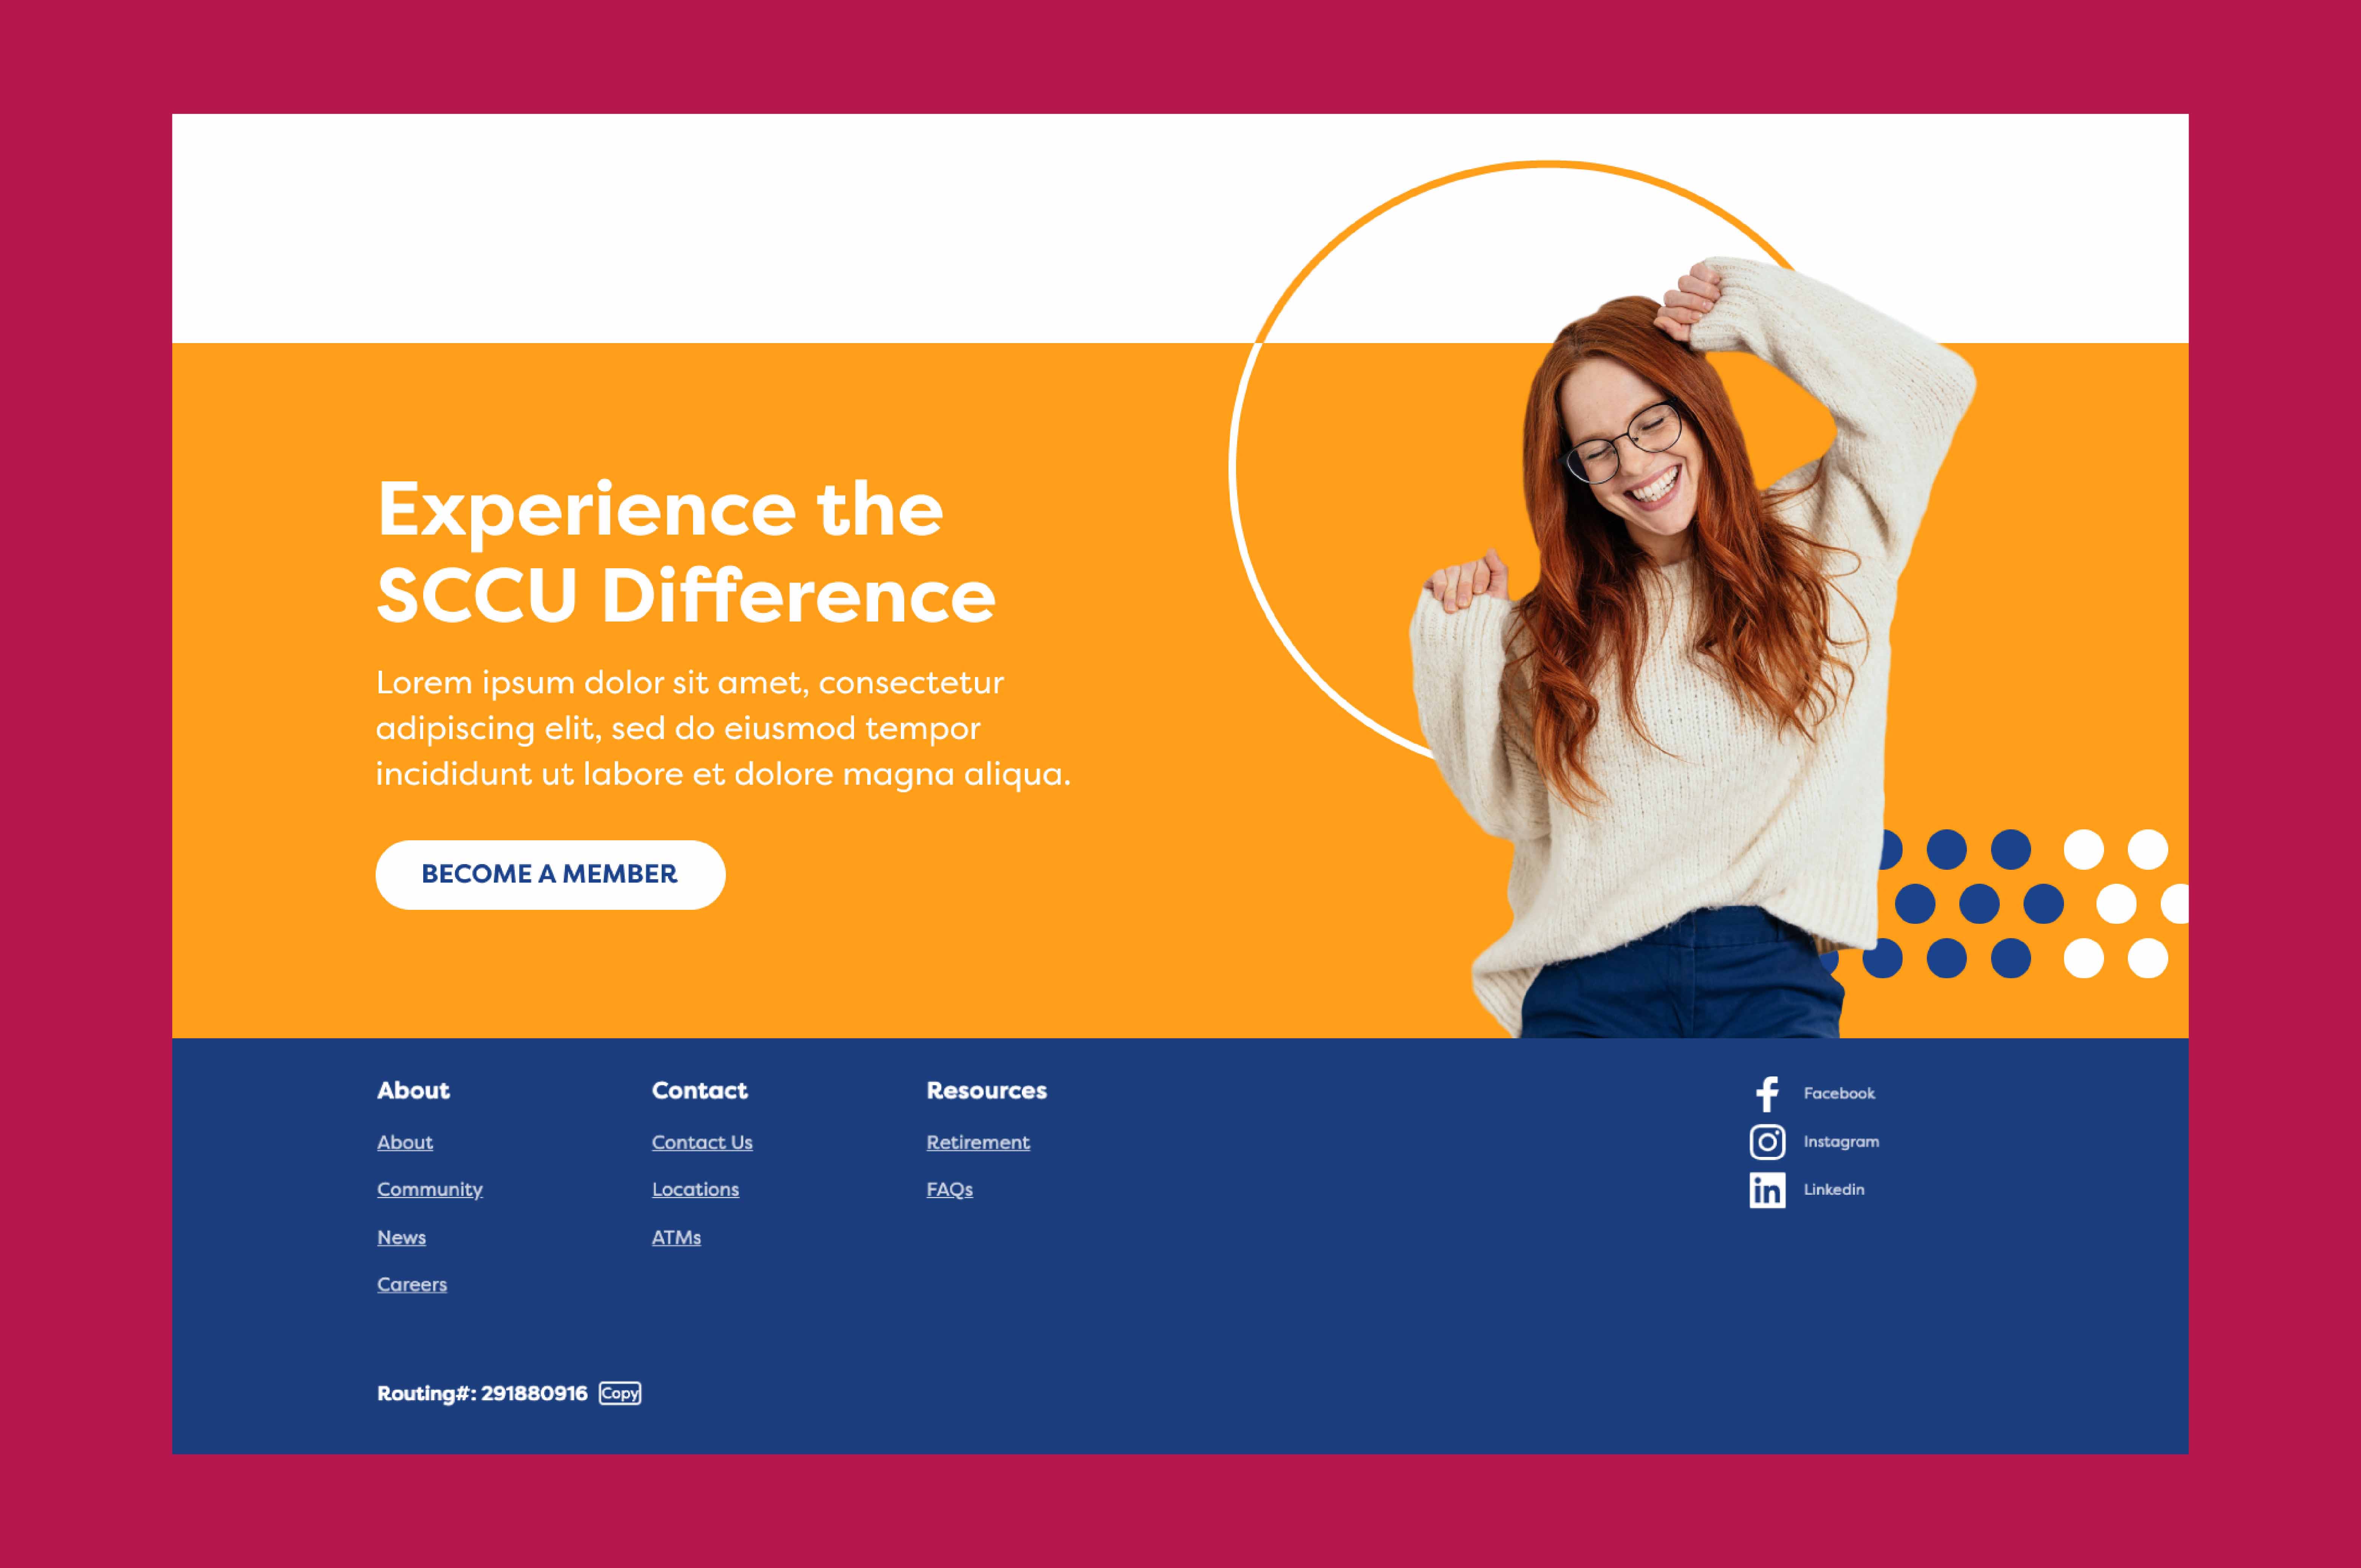 Experience the
SCCU Difference
Lorem ipsum dolor sit amet, consectetur
adipiscing elit, sed do eiusmod tempor
incididunt ut labore et dolore magna aliqua.
BECOME A MEMBER
About
About
Community
News
Careers
Contact
Contact Us
Locations
ATMs
Resources
Retirement
FAQs
Facebook
Instagram
in Linkedin
Routing#: 291880916 Copy